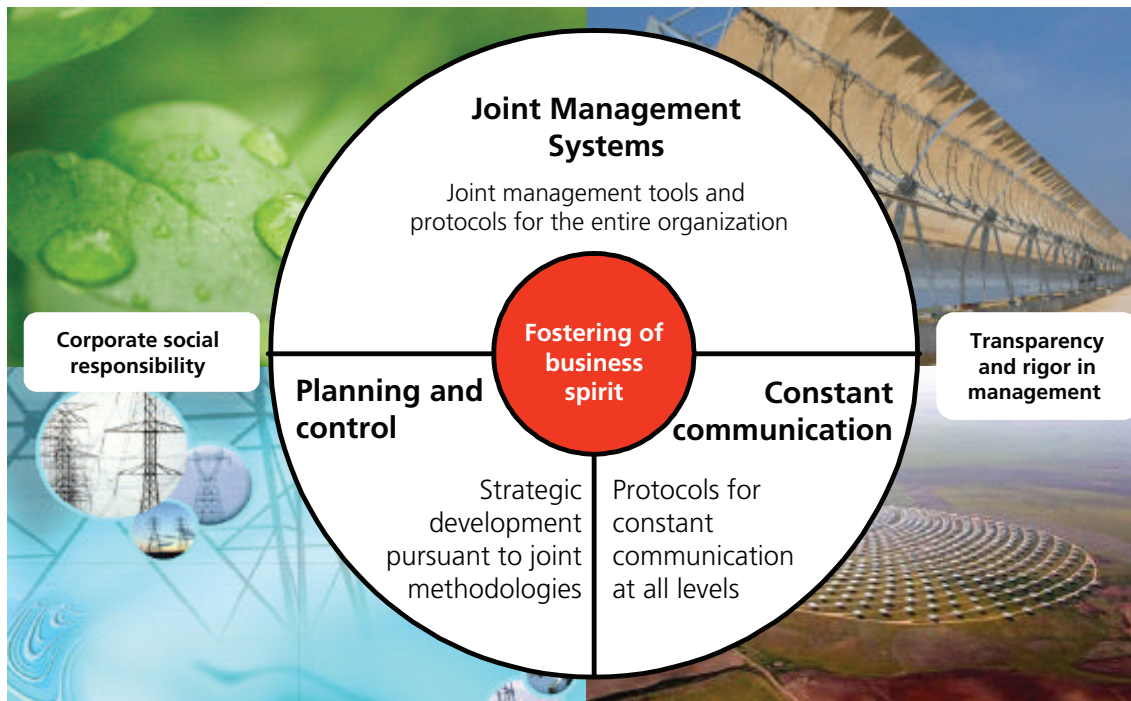 Joint Management
Systems
Joint management tools and
protocols for the entire organization
Corporate social
responsibility
Fostering of
business
spirit
Transparency
and rigor in
management
Planning and
control
Constant
communication
Strategic
development
pursuant to joint
methodologies
Protocols for
constant
communication
at all levels